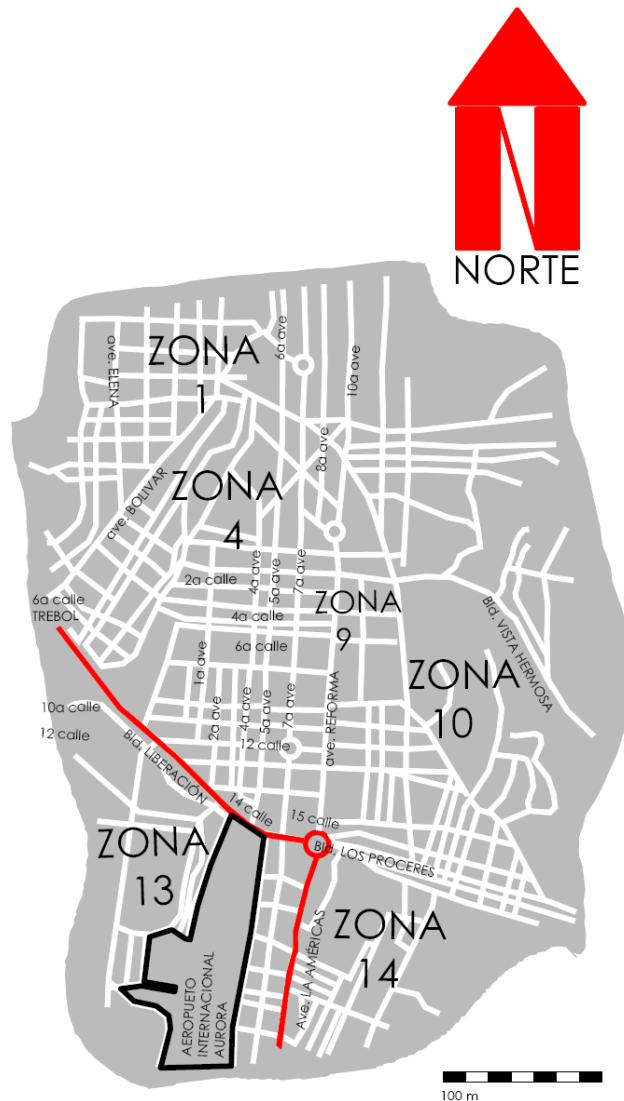 NORTE
ZONA
1
ave. ELENA
6a ave
10a ave
8a ave
ave. BOLIVAR
ZONA
4
2a calle
4a ave
5a ave
7a ave
6a calle
TREBOL
4a calle
ZONA
9
6a calle
Bld. VISTA HERMOSA
1a ave
2a ave
4a ave
5a ave
7a ave
ave. REFORMA
ZONA
10
10a calle
12 calle
12 calle
Bld. LIBERACIÓN
14 calle
15 calle
Bld. LOS PROCERES
ZONA
13
ZONA
14
Ave. LA AMÉRICAS
AEROPUETO
INTERNACIONAL
AURORA
100 m